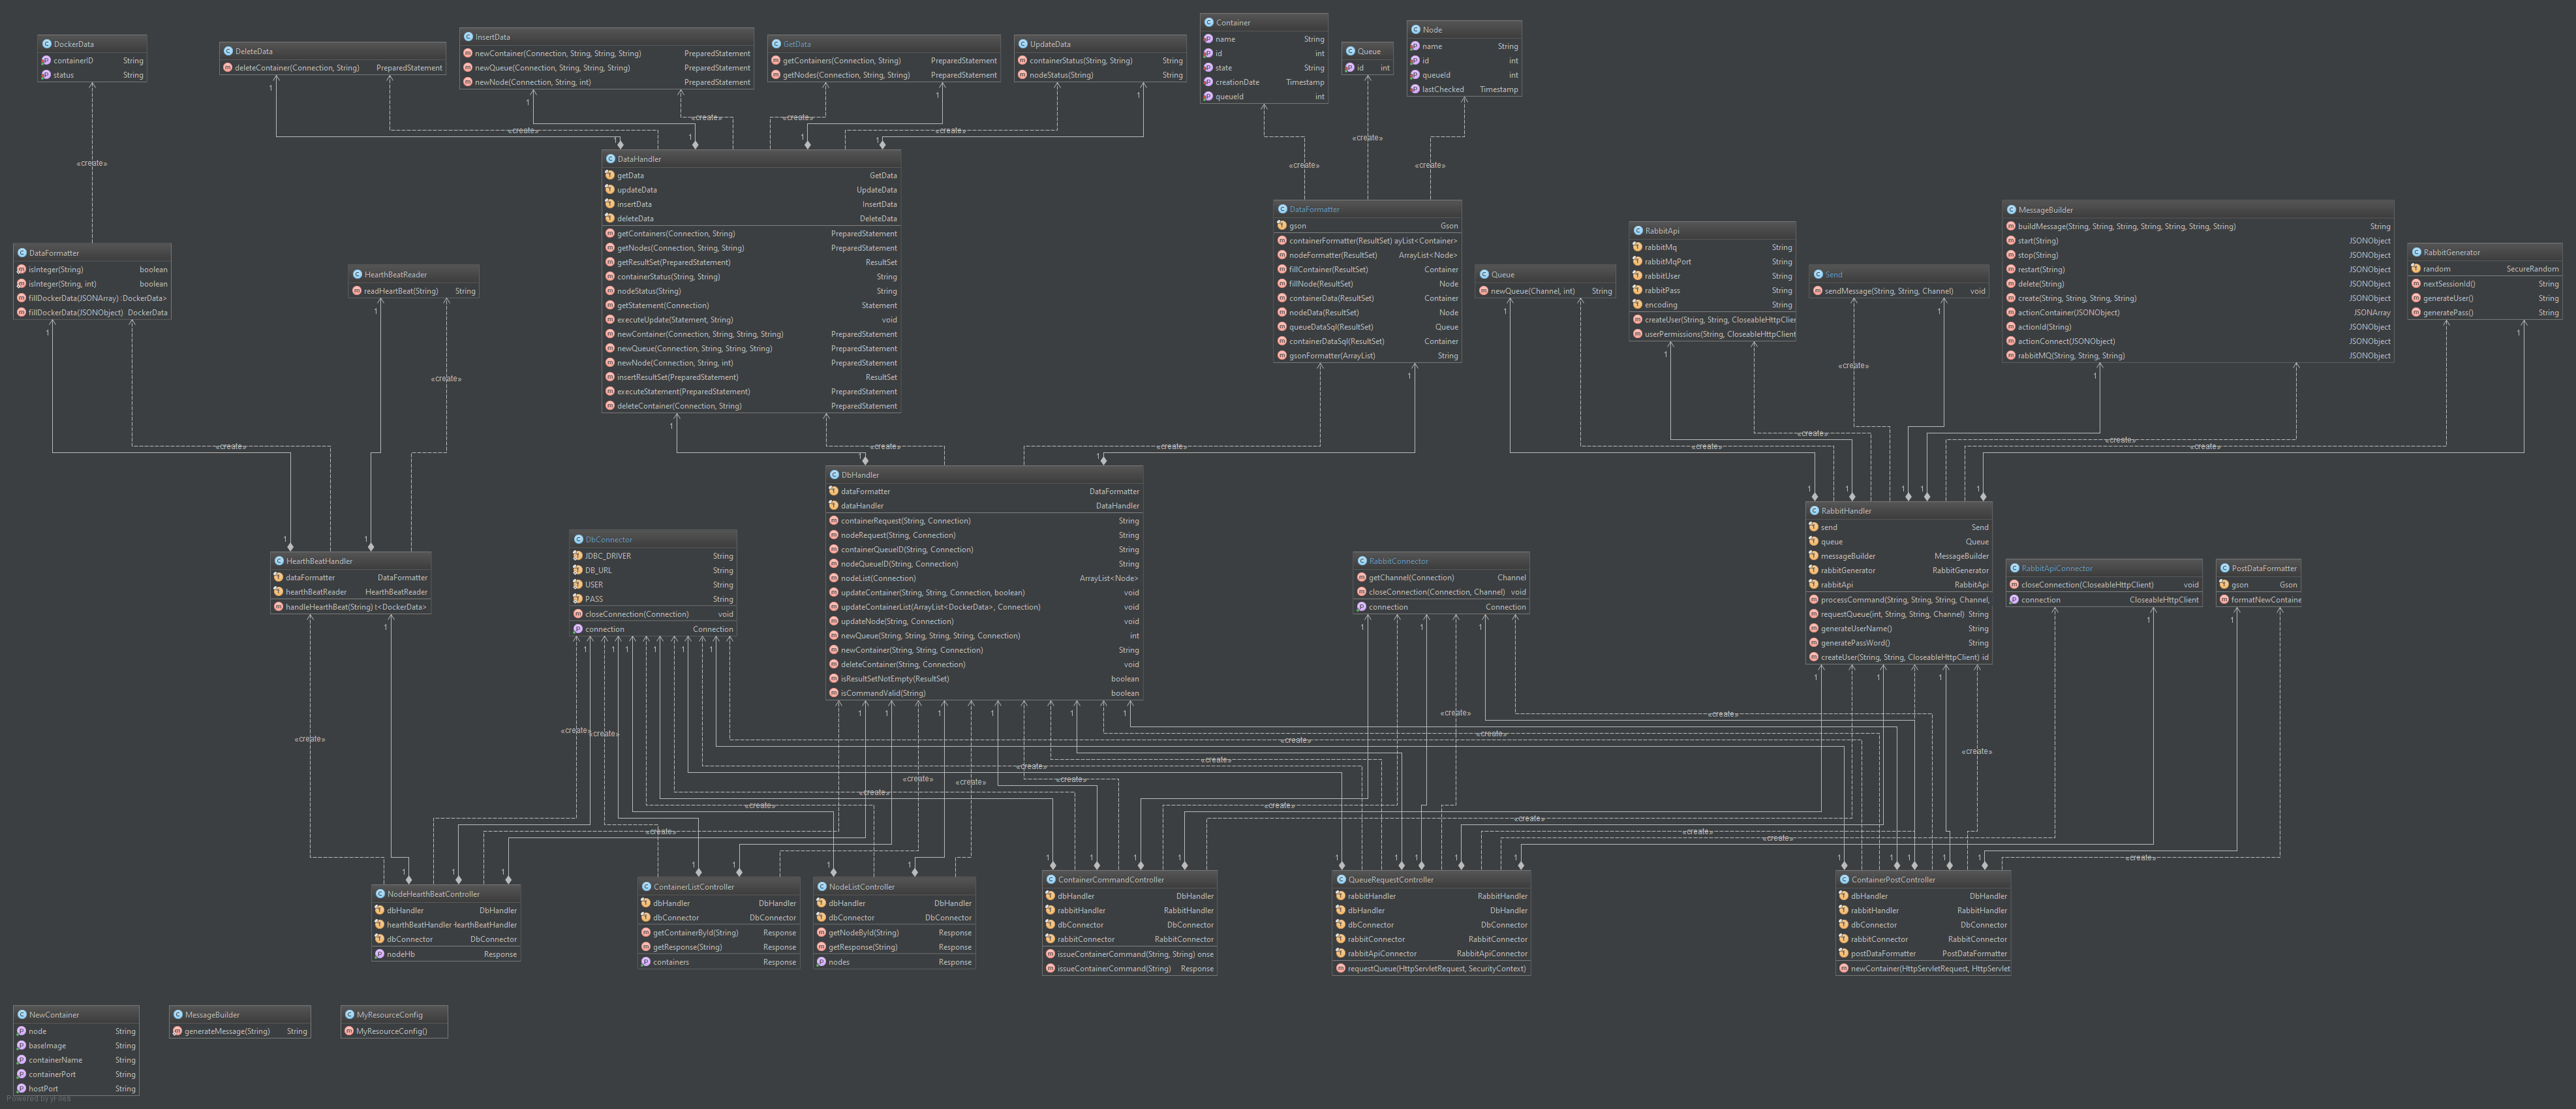 DockerData
containerID String
status String
DeleteData
deleteContainer(Connection, String) PreparedStatement
InsertData
newContainer(Connection, String, String, String) PreparedStatement
newQueue(Connection, String, String, String) PreparedStatement
newNode(Connection, String, int) PreparedStatement
GetData
getContainers(Connection, String) PreparedStatement
getNodes(Connection, String, String) PreparedStatement
UpdateData
containerStatus(String, String) String
nodeStatus(String) String
Container
name String
id int
state String
creationDate Timestamp
queueId int
Queue
id int
Node
name String
id int
queueId int
lastChecked Timestamp
DataHandler
getData GetData
updateData UpdateData
insertData InsertData
deleteData DeleteData
getContainers(Connection, String) PreparedStatement
getNodes(Connection, String, String) PreparedStatement
getResultSet(PreparedStatement) ResultSet
containerStatus(String, String) String
nodeStatus(String) String
getStatement(Connection) Statement
executeUpdate(Statement, String) void
newContainer(Connection, String, String, String) PreparedStatement
newQueue(Connection, String, String, String) PreparedStatement
newNode(Connection, String, int) PreparedStatement
insertResultSet(PreparedStatement) ResultSet
executeStatement(PreparedStatement) PreparedStatement
deleteContainer(Connection, String) PreparedStatement
DataFormatter
gson Gson
containerFormatter(ResultSet) ayList<Container>
nodeFormatter(ResultSet) ArrayList<Node>
fillContainer(ResultSet) Container
fillNode(ResultSet) Node
containerData(ResultSet) Container
nodeData(ResultSet) Node
queueDataSql(ResultSet) Queue
containerDataSql(ResultSet) Container
gsonFormatter(ArrayList) String
DataFormatter
isInteger(String) boolean
isInteger(String, int) boolean
fillDockerData(JSONArray) :DockerData>
fillDockerData(JSONObject) DockerData
HearthBeatReader
readHeartBeat(String) String
Queue
newQueue(Channel, int) String
RabbitApi
rabbitMq String
rabbitMqPort String
rabbitUser String
rabbitPass String
encoding String
createUser(String, String, CloseableHttpClier
userPermissions(String, CloseableHttpClient
Send
sendMessage(String, String, Channel) void
MessageBuilder
buildMessage(String, String, String, String, String, String) String
start(String) JSONObject
stop(String) JSONObject
restart(String) JSONObject
delete(String) JSONObject
create(String, String, String, String) JSONObject
actionContainer(JSONObject) JSONArray
actionId(String) JSONObject
actionConnect(JSONObject) JSONObject
rabbitMQ(String, String, String) JSONObject
RabbitGenerator
random SecureRandom
nextSessionId() String
generateUser() String
generatePass() String
HearthBeatHandler
dataFormatter DataFormatter
hearthBeatReader HearthBeatReader
handleHearthBeat(String) t<DockerData>
DbConnector
JDBC_DRIVER String
DB_URL String
USER String
PASS String
closeConnection(Connection) void
connection Connection
DbHandler
dataFormatter DataFormatter
dataHandler DataHandler
containerRequest(String, Connection) String
nodeRequest(String, Connection) String
containerQueueID(String, Connection) String
nodeQueueID(String, Connection) String
nodeList(Connection) ArrayList<Node>
updateContainer(String, String, Connection, boolean) void
updateContainerList(ArrayList<DockerData>, Connection) void
updateNode(String, Connection) void
newQueue(String, String, String, String, Connection) int
newContainer(String, String, Connection) String
deleteContainer(String, Connection) void
isResultSetNotEmpty(ResultSet) boolean
isCommandValid(String) boolean
RabbitConnector
getChannel(Connection) Channel
closeConnection(Connection, Channel) void
connection Connection
RabbitHandler
send Send
queue Queue
messageBuilder MessageBuilder
rabbitGenerator RabbitGenerator
rabbitApi RabbitApi
processCommand(String, String, String, Channel,
requestQueue(int, String, String, Channel) String
generateUserName() String
generatePassWord() String
createUser(String, String, CloseableHttpClient) id
RabbitApiConnector
closeConnection(CloseableHttpClient) void
connection CloseableHttpClient
PostDataFormatter
gson Gson
formatNewContaine
NodeHearthBeatController
dbHandler DbHandler
hearthBeatHandler HearthBeatHandler
dbConnector DbConnector
nodeHb Response
ContainerListController
dbHandler DbHandler
dbConnector DbConnector
getContainerById(String) Response
getResponse(String) Response
containers Response
NodeListController
dbHandler DbHandler
dbConnector DbConnector
getNodeById(String) Response
getResponse(String) Response
nodes Response
ContainerCommandController
dbHandler DbHandler
rabbitHandler RabbitHandler
dbConnector DbConnector
rabbitConnector RabbitConnector
issueContainerCommand(String, String) onse
issueContainerCommand(String) Response
QueueRequestController
rabbitHandler RabbitHandler
dbHandler DbHandler
dbConnector DbConnector
rabbitConnector RabbitConnector
rabbitApiConnector RabbitApiConnector
requestQueue(HttpServletRequest, SecurityContext)
ContainerPostController
dbHandler DbHandler
rabbitHandler RabbitHandler
dbConnector DbConnector
rabbitConnector RabbitConnector
postDataFormatter PostDataFormatter
newContainer(HttpServletRequest, HttpServlet
NewContainer
node String
baseImage String
containerName String
containerPort String
hostPort String
MessageBuilder
generateMessage(String) String
MyResourceConfig
MyResourceConfig()
Powered by yFiles